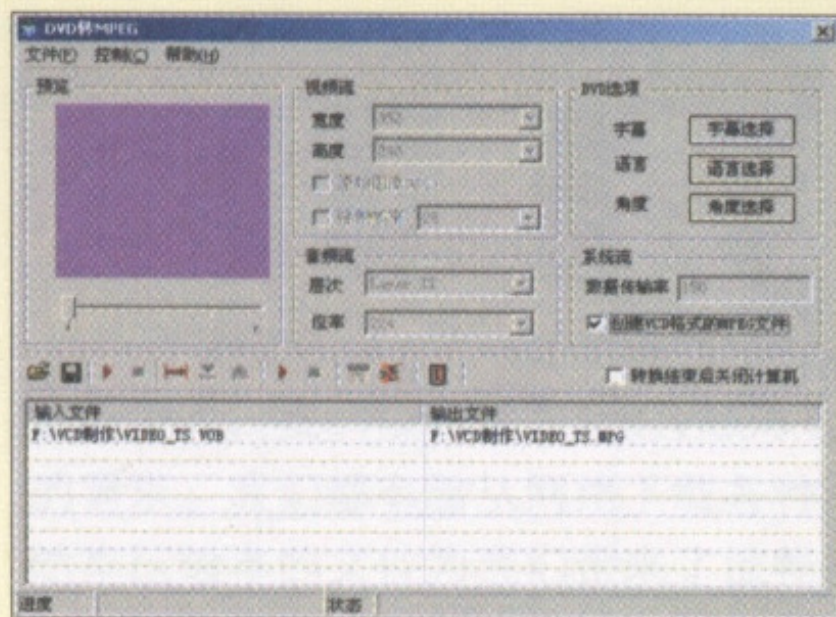 DVD转MPEG
文件(F) 控制(C) 帮助(H)
预览
视频流
宽度 352
高度 240
音频流
层次 Layer II
位率 224
DVD选项
字幕 字幕选择
语言 语言选择
角度 角度选择
系统流
数据传输率 150
创建VCD格式的MPEG文件
转换结束后关闭计算机
输入文件 输出文件
F:\VCD制作\VIDEO_TS.VOB F:\VCD制作\VIDEO_TS.MPG
进度 状态